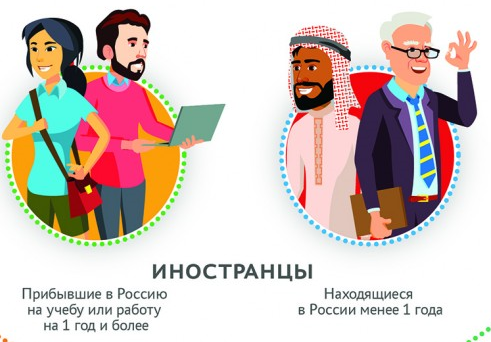 ИНОСТРАНЦЫ
Прибывшие в Россию
на учебу или работу
на 1 год и более
Находящиеся
в России менее 1 года